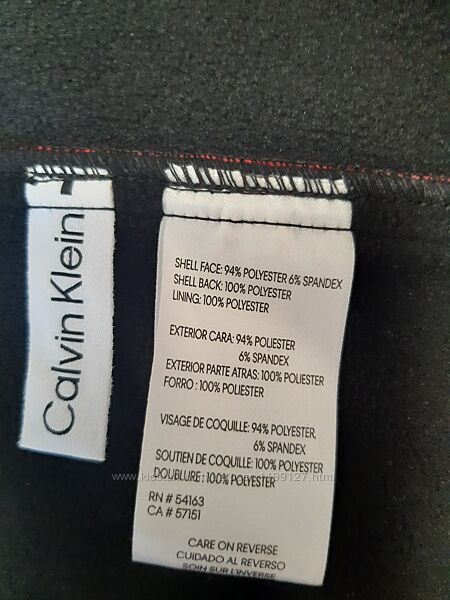 Calvin Klein
SHELL FACE: 94% POLYESTER 6% SPANDEX
SHELL BACK: 100% POLYESTER
LINING: 100% POLYESTER
EXTERIOR CARA: 94% POLIESTER
6% SPANDEX
EXTERIOR PARTE ATRAS: 100% POLIESTER
FORRO : 100% POLIESTER
VISAGE DE COQUILLE: 94% POLYESTER,
6% SPANDEX
SOUTIEN DE COQUILLE: 100% POLYESTER
DOUBLURE: 100% POLYESTER
RN # 54163
CA # 57151
CARE ON REVERSE
CUIDADO AL REVERSO
SOIN SUR L'INVERSE